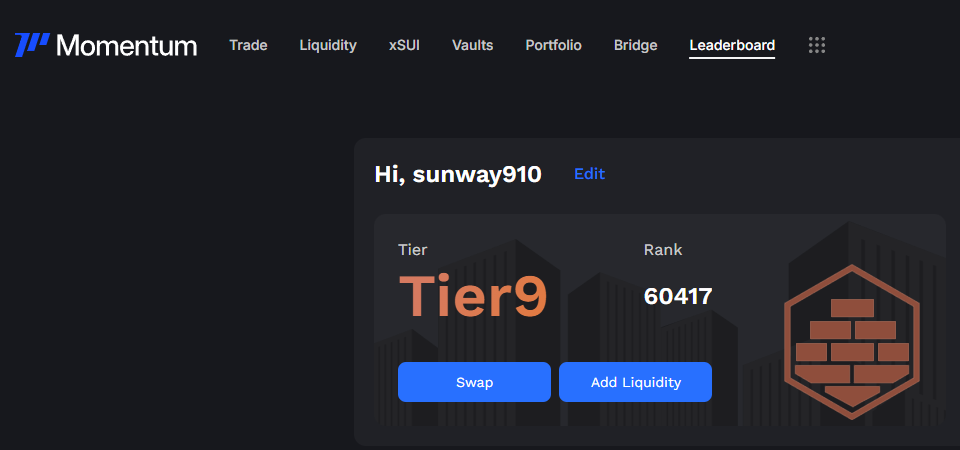 Momentum Trade Liquidity xSUI Vaults Portfolio Bridge Leaderboard
Hi, sunway910 Edit
Tier Rank
Tier9 60417
Swap Add Liquidity